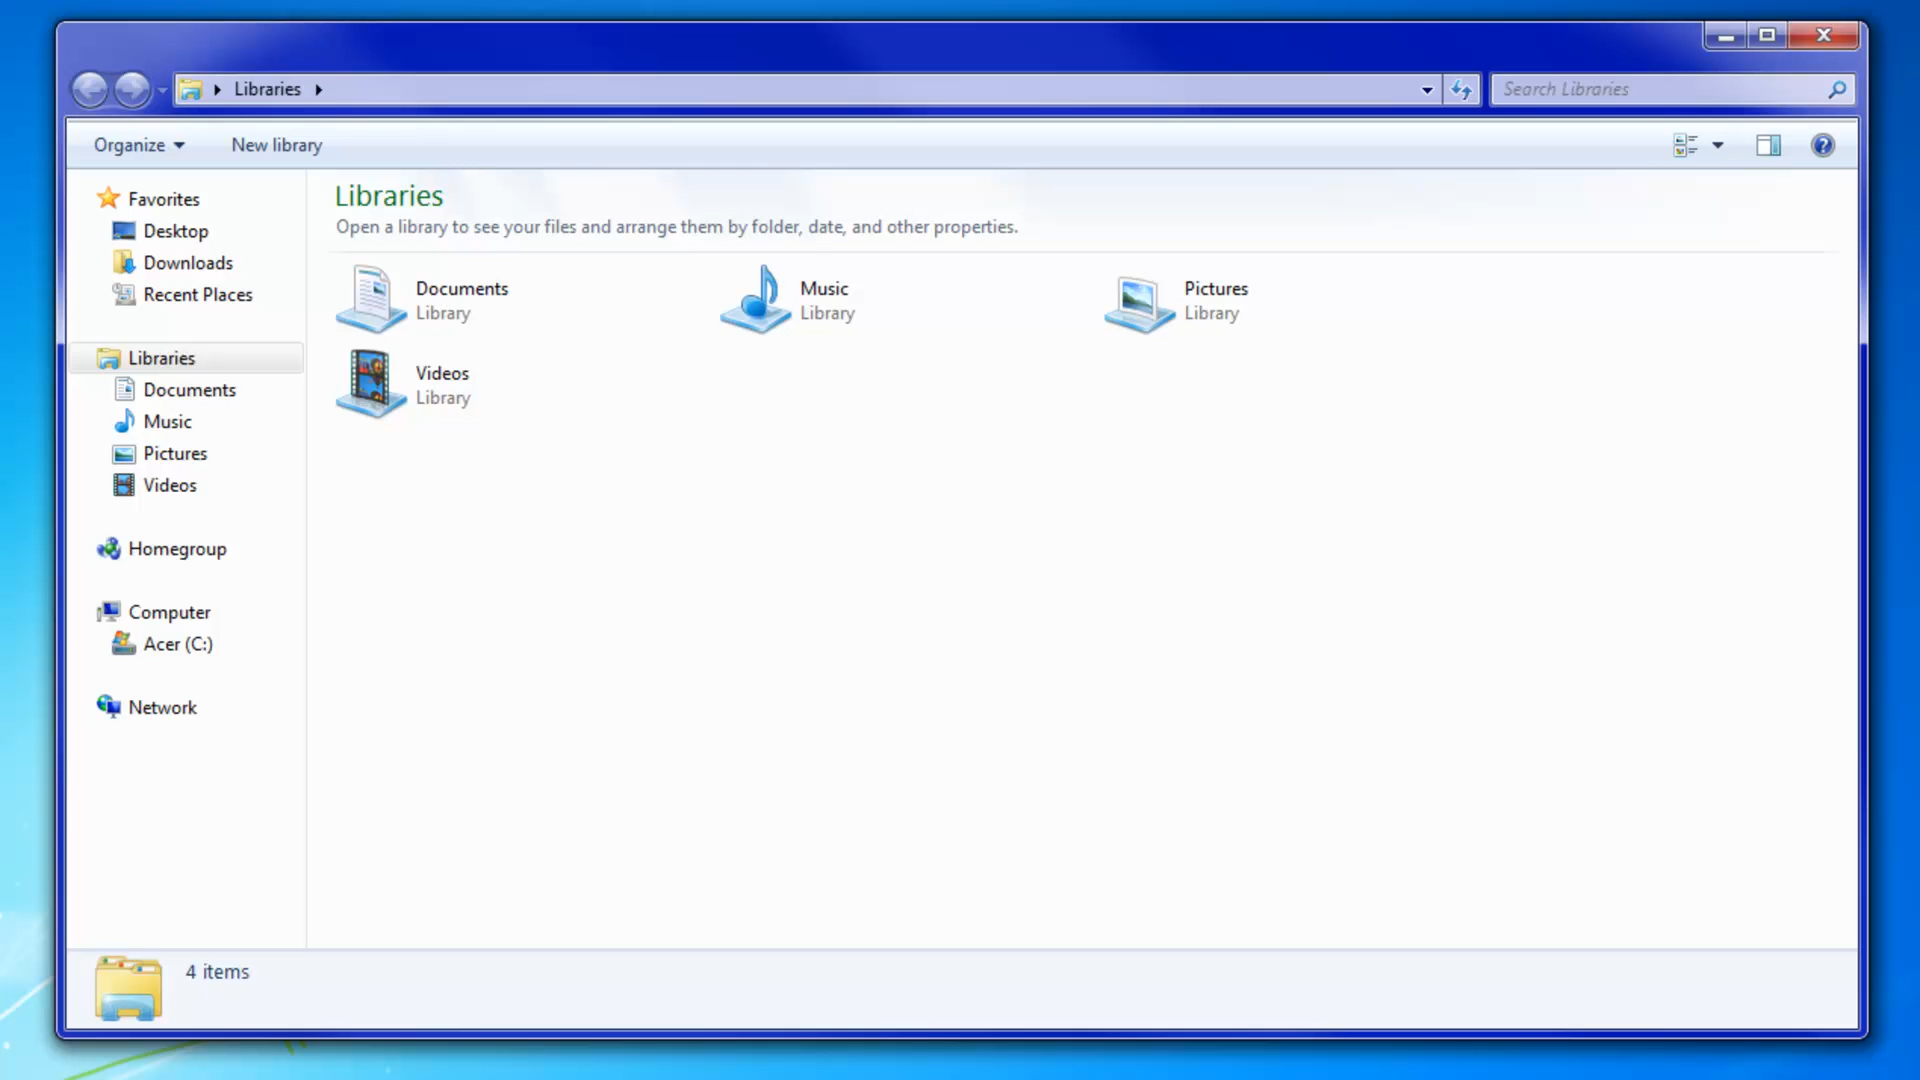 Libraries
Search Libraries
Organize
New library
Favorites
Desktop
Downloads
Recent Places
Libraries
Documents
Music
Pictures
Videos
Homegroup
Computer
Acer (C:)
Network
Libraries
Open a library to see your files and arrange them by folder, date, and other properties.
Documents
Library
Music
Library
Pictures
Library
Videos
Library
4 items